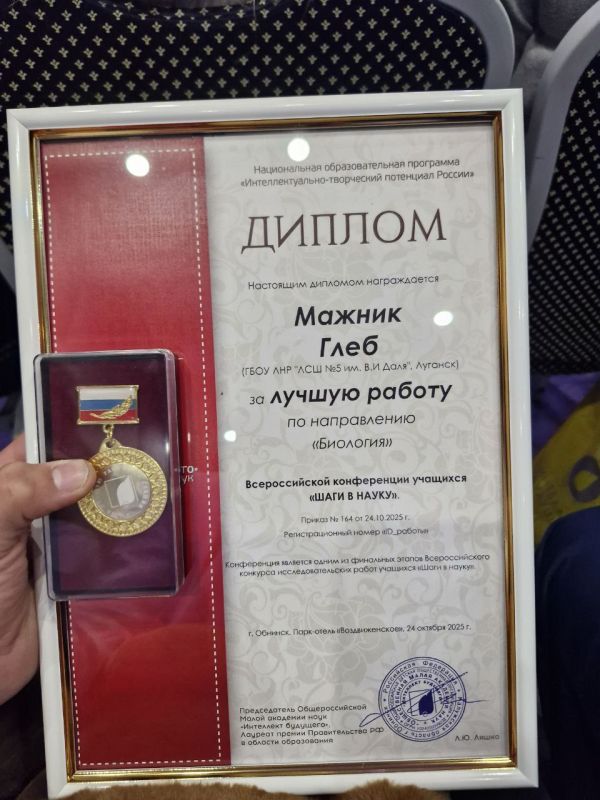 Национальная образовательная программа
«Интеллектуально-творческий потенциал России»
ДИПЛОМ
Настоящим дипломом награждается
Мажник
Глеб
(ГБОУ ЛНР "ЛСШ №5 им. В.И Даля", Луганск)
за лучшую работу
по направлению
«Биология»
Всероссийской конференции учащихся
«ШАГИ В НАУКУ».
Приказ № 164 от 24.10.2025 г.
Регистрационный номер «ID_работы»
Конференция является одним из финальных этапов Всероссийского
конкурса исследовательских работ учащихся «Шаги в науку».
г. Обнинск. Парк-отель «Воздвиженское», 24 октября 2025 г.
Председатель Общероссийской
Малой академии наук
«Интеллект будущего»,
Лауреат премии Правительства РФ
в области образования
Л.Ю. Ляшко